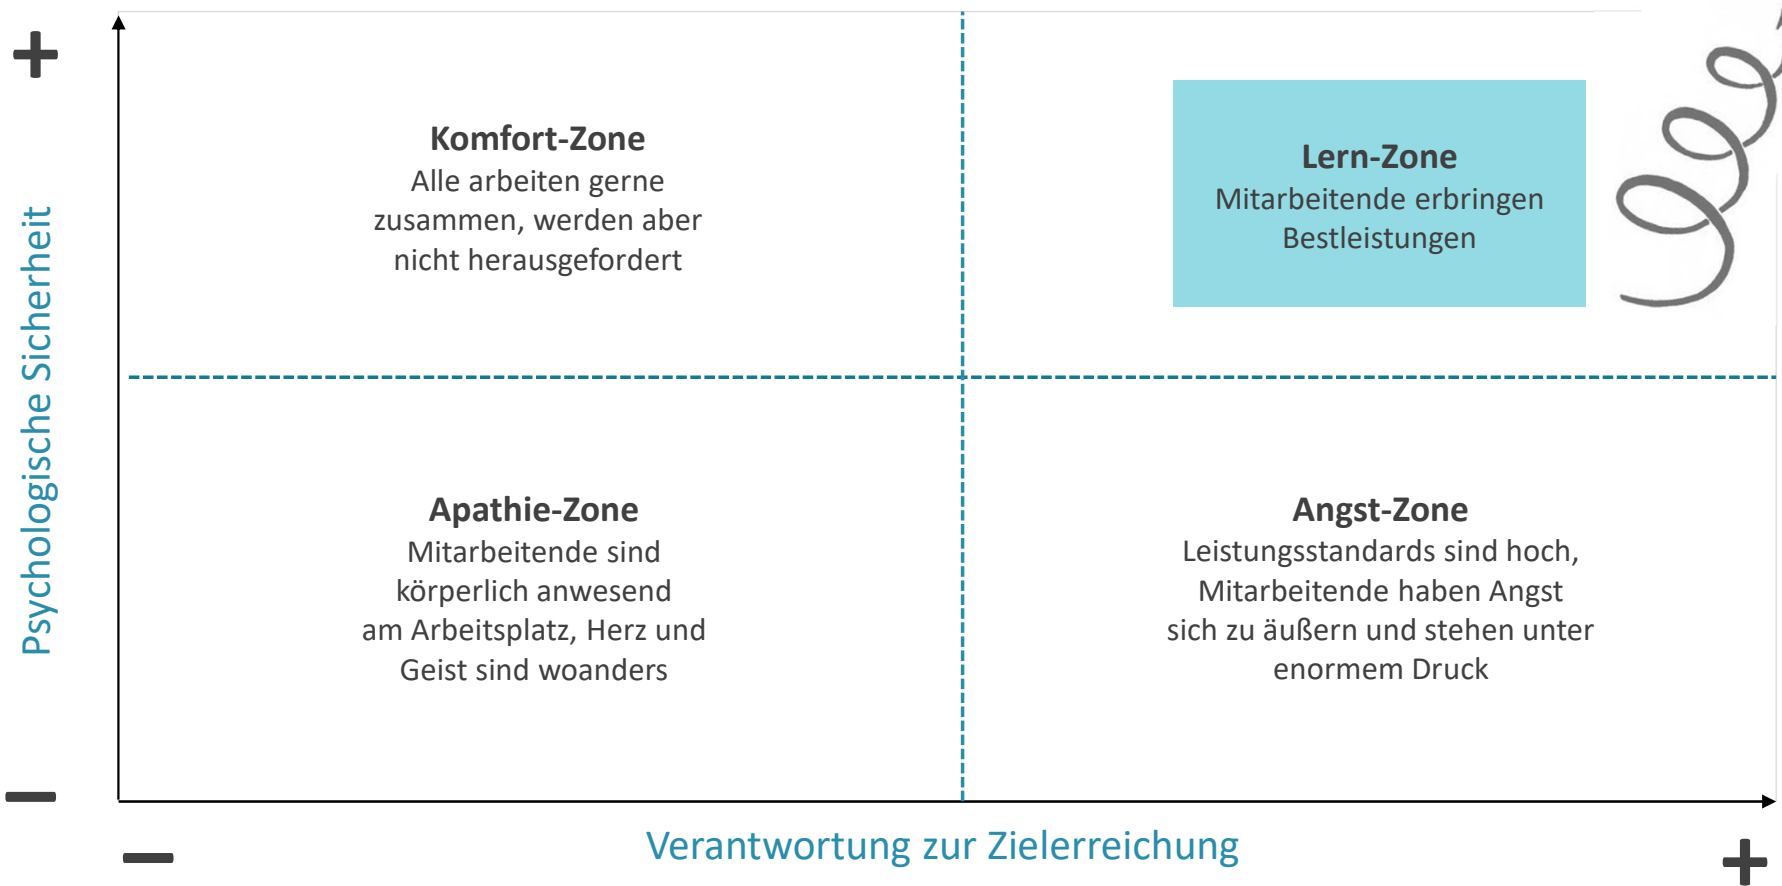 +
Psychologische Sicherheit
–
Komfort-Zone
Alle arbeiten gerne
zusammen, werden aber
nicht herausgefordert
Lern-Zone
Mitarbeitende erbringen
Bestleistungen
Apathie-Zone
Mitarbeitende sind
körperlich anwesend
am Arbeitsplatz, Herz und
Geist sind woanders
Angst-Zone
Leistungsstandards sind hoch,
Mitarbeitende haben Angst
sich zu äußern und stehen unter
enormem Druck
–
Verantwortung zur Zielerreichung
+